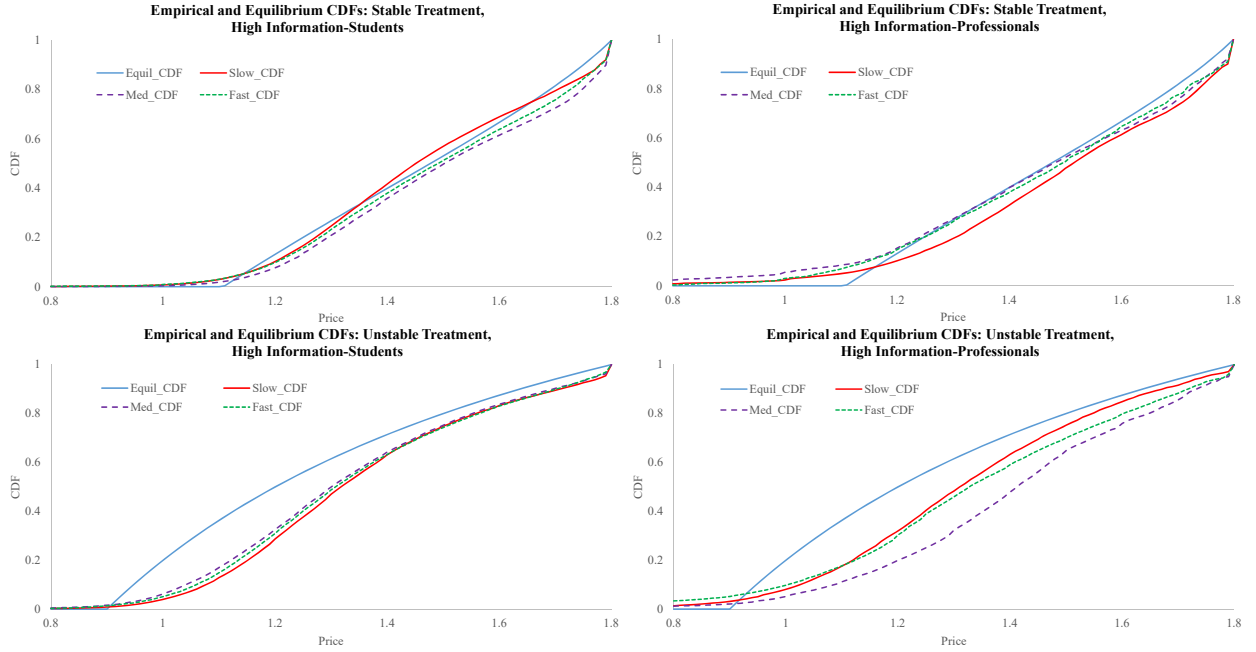 Empirical and Equilibrium CDFs: Stable Treatment,
High Information-Students
1
0.8
0.6
0.4
0.2
0
CDF
Equil_CDF
Slow_CDF
Med_CDF
Fast_CDF
0.8
1
1.2
1.4
1.6
1.8
Price
Empirical and Equilibrium CDFs: Stable Treatment,
High Information-Professionals
1
0.8
0.6
0.4
0.2
0
CDF
Equil_CDF
Slow_CDF
Med_CDF
Fast_CDF
0.8
1
1.2
1.4
1.6
1.8
Price
Empirical and Equilibrium CDFs: Unstable Treatment,
High Information-Students
1
0.8
0.6
0.4
0.2
0
CDF
Equil_CDF
Slow_CDF
Med_CDF
Fast_CDF
0.8
1
1.2
1.4
1.6
1.8
Price
Empirical and Equilibrium CDFs: Unstable Treatment,
High Information-Professionals
1
0.8
0.6
0.4
0.2
0
CDF
Equil_CDF
Slow_CDF
Med_CDF
Fast_CDF
0.8
1
1.2
1.4
1.6
1.8
Price